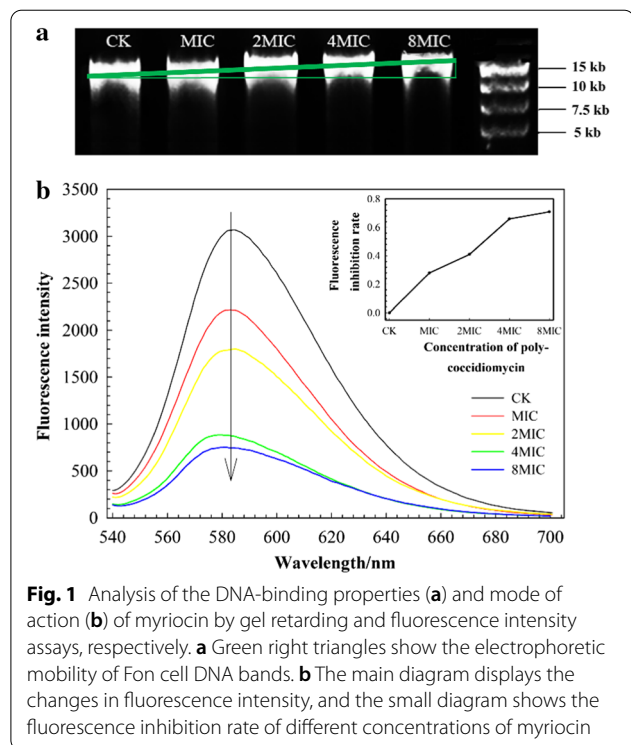 a
CK MIC 2MIC 4MIC 8MIC
15 kb
10 kb
7.5 kb
5 kb
b
3500
3000
2500
2000
1500
1000
500
0
Fluorescence intensity
540 560 580 600 620 640 660 680 700
Wavelength/nm
0.8
0.6
0.4
0.2
0.0
Fluorescence
inhibition rate
CK MIC 2MIC 4MIC 8MIC
Concentration of poly-
coccidiomycin
CK
MIC
2MIC
4MIC
8MIC
Fig. 1 Analysis of the DNA-binding properties (a) and mode of
action (b) of myriocin by gel retarding and fluorescence intensity
assays, respectively. a Green right triangles show the electrophoretic
mobility of Fon cell DNA bands. b The main diagram displays the
changes in fluorescence intensity, and the small diagram shows the
fluorescence inhibition rate of different concentrations of myriocin